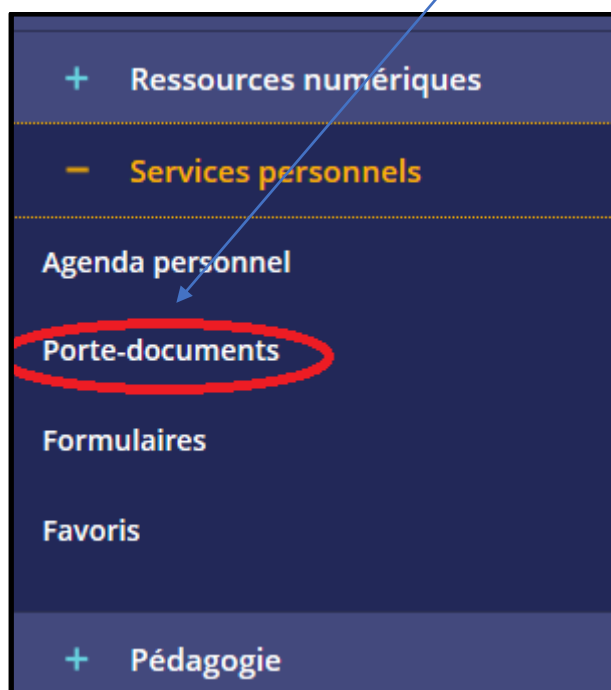 + Ressources numériques
– Services personnels
Agenda personnel
Porte-documents
Formulaires
Favoris
+ Pédagogie